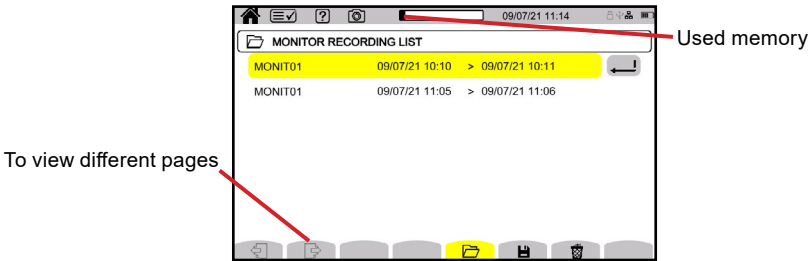 09/07/21 11:14
Used memory
MONITOR RECORDING LIST
MONIT01 09/07/21 10:10 > 09/07/21 10:11
MONIT01 09/07/21 11:05 > 09/07/21 11:06
To view different pages